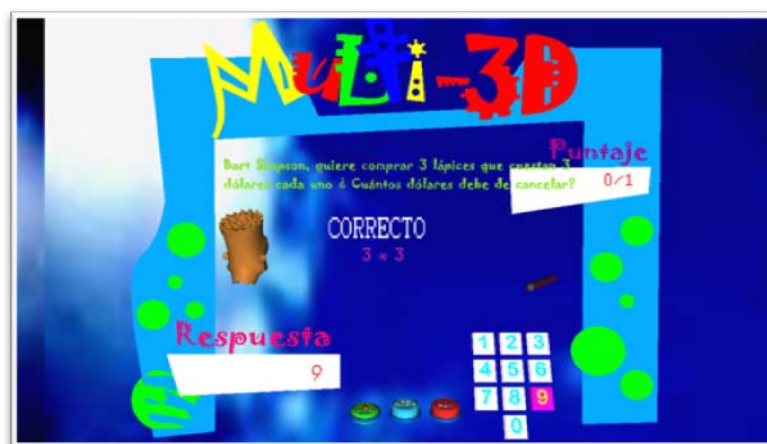 Multi-3D
Puntaje
0/1
Bart Simpson, quiere comprar 3 lápices que cuestan 3
dólares cada uno ¿ Cuántos dólares debe de cancelar?
CORRECTO
3 x 3
Respuesta
9
1 2 3
4 5 6
7 8 9
0